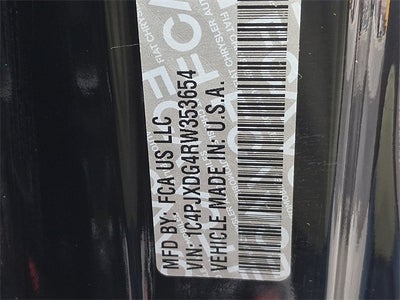 MFD BY: FCA US LLC
VIN: 1C4PJXDG4RW353654
VEHICLE MADE IN: U.S.A.